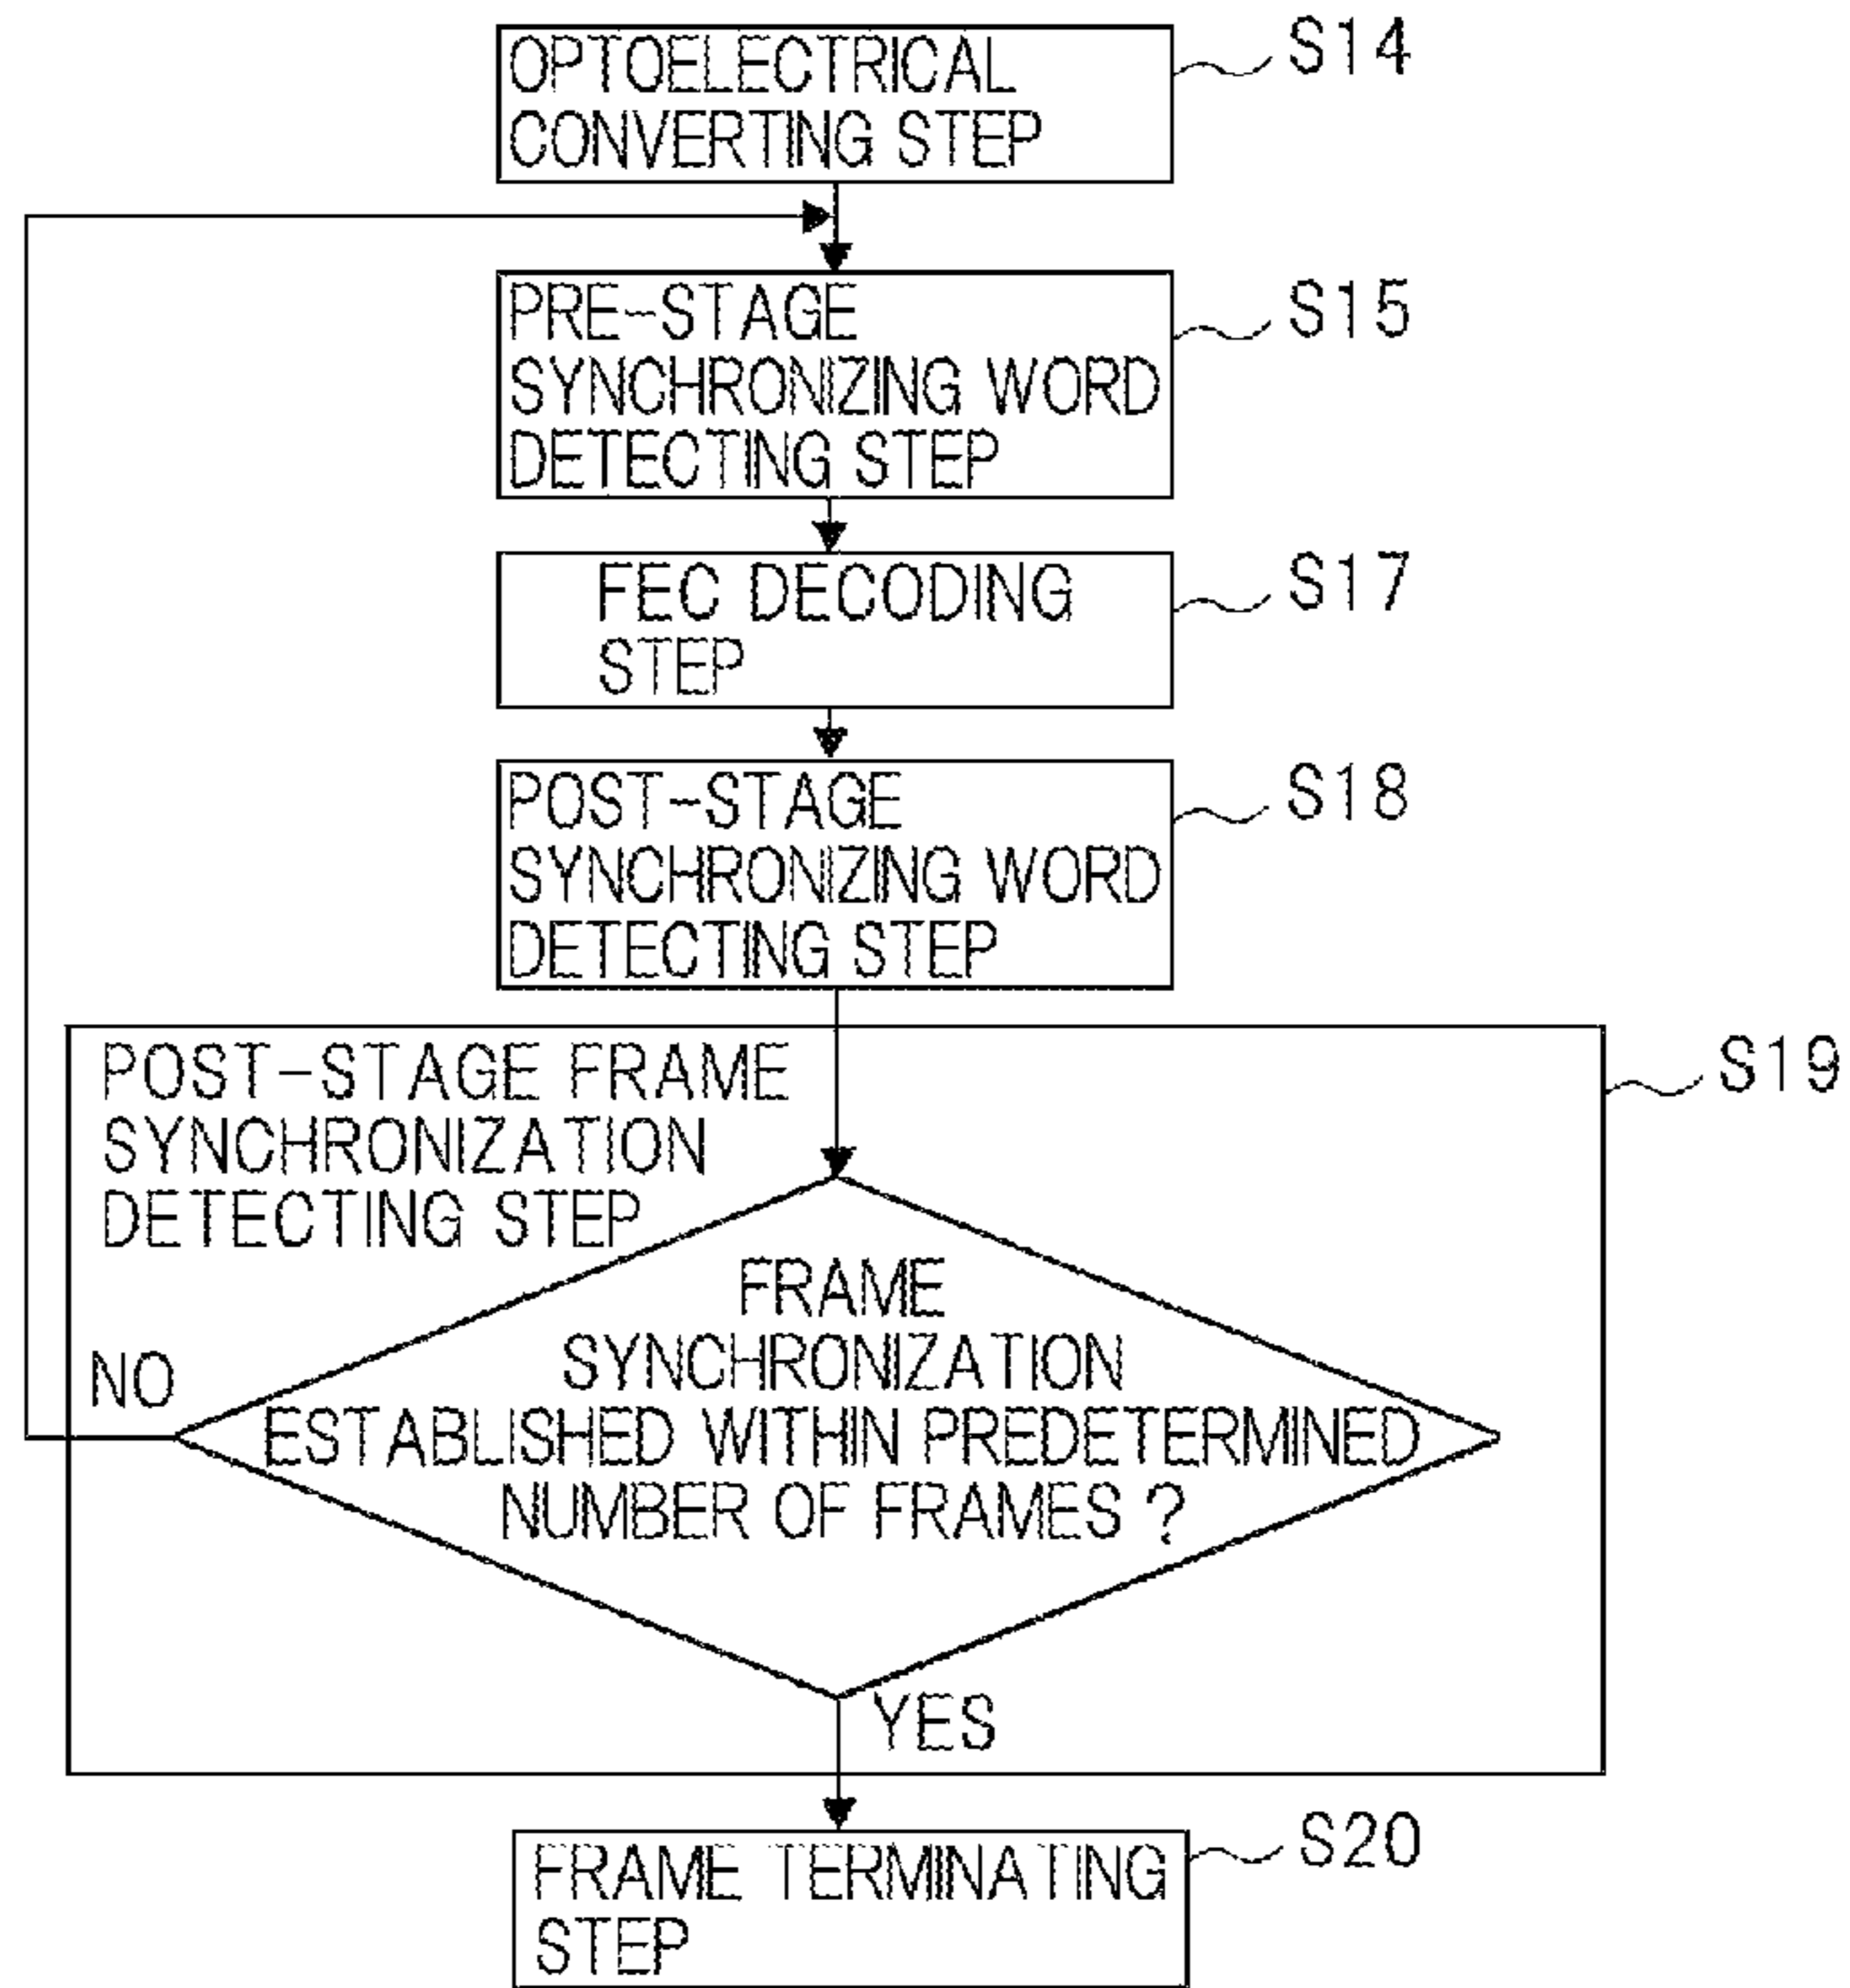 OPTOELECTRICAL
CONVERTING STEP
S14
PRE-STAGE
SYNCHRONIZING WORD
DETECTING STEP
S15
FEC DECODING
STEP
S17
POST-STAGE
SYNCHRONIZING WORD
DETECTING STEP
S18
POST-STAGE FRAME
SYNCHRONIZATION
DETECTING STEP
S19
FRAME
SYNCHRONIZATION
ESTABLISHED WITHIN PREDETERMINED
NUMBER OF FRAMES ?
NO
YES
FRAME TERMINATING
STEP
S20